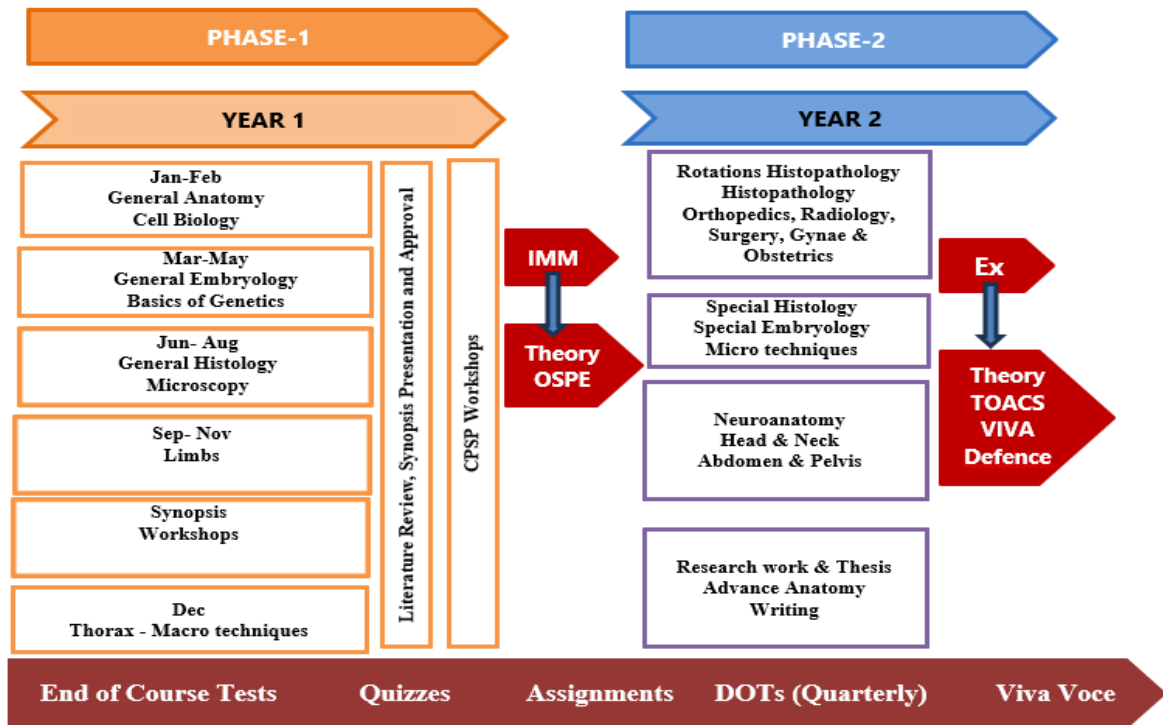 PHASE-1
PHASE-2
YEAR 1
YEAR 2
Jan-Feb
General Anatomy
Cell Biology
Mar-May
General Embryology
Basics of Genetics
Jun- Aug
General Histology
Microscopy
Sep- Nov
Limbs
Synopsis
Workshops
Dec
Thorax - Macro techniques
Literature Review, Synopsis Presentation and Approval
CPSP Workshops
IMM
Theory
OSPE
Rotations Histopathology
Histopathology
Orthopedics, Radiology,
Surgery, Gynae &
Obstetrics
Special Histology
Special Embryology
Micro techniques
Neuroanatomy
Head & Neck
Abdomen & Pelvis
Research work & Thesis
Advance Anatomy
Writing
Ex
Theory
TOACS
VIVA
Defence
End of Course Tests Quizzes Assignments DOTs (Quarterly) Viva Voce